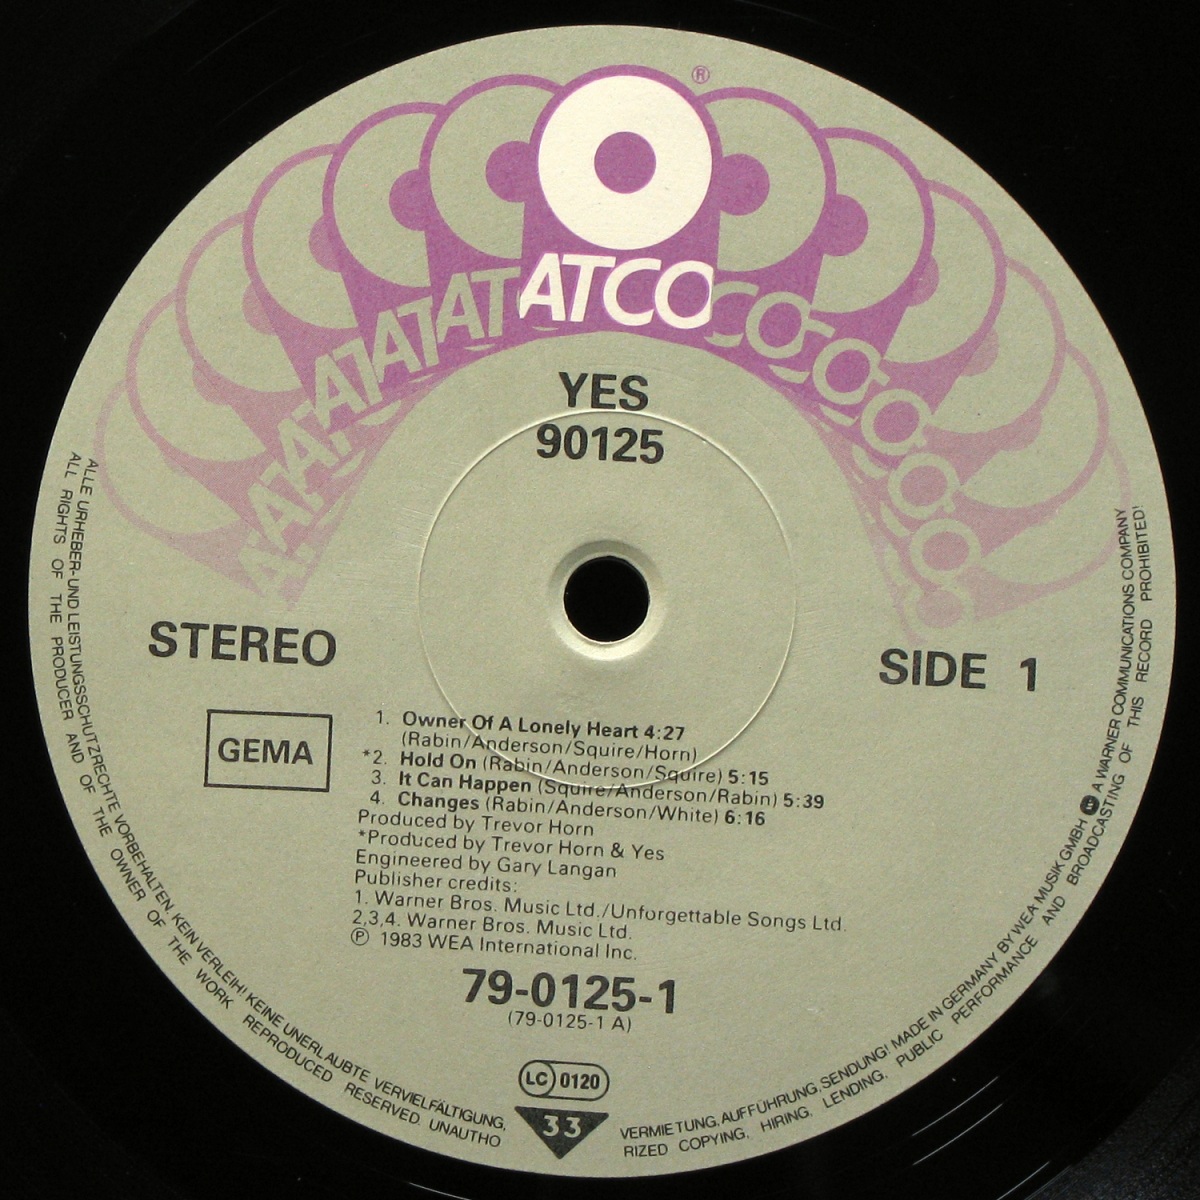 ®
ATCO
YES
90125
STEREO
SIDE 1
GEMA
1. Owner Of A Lonely Heart 4:27
(Rabin/Anderson/Squire/Horn)
*2. Hold On (Rabin/Anderson/Squire) 5:15
3. It Can Happen (Squire/Anderson/Rabin) 5:39
4. Changes (Rabin/Anderson/White) 6:16
Produced by Trevor Horn
*Produced by Trevor Horn & Yes
Engineered by Gary Langan
Publisher credits:
1. Warner Bros. Music Ltd./Unforgettable Songs Ltd.
2,3,4. Warner Bros. Music Ltd.
℗ 1983 WEA International Inc.
79-0125-1
(79-0125-1 A)
LC 0120
33
ALLE URHEBER- UND LEISTUNGSSCHUTZRECHTE VORBEHALTEN. KEIN VERLEIH! KEINE UNERLAUBTE VERVIELFÄLTIGUNG, VERMIETUNG, AUFFÜHRUNG, SENDUNG! MADE IN GERMANY BY WEA MUSIK GMBH A WARNER COMMUNICATIONS COMPANY
ALL RIGHTS OF THE PRODUCER AND OF THE OWNER OF THE WORK REPRODUCED RESERVED. UNAUTHORIZED COPYING, HIRING, LENDING, PUBLIC PERFORMANCE AND BROADCASTING OF THIS RECORD PROHIBITED!